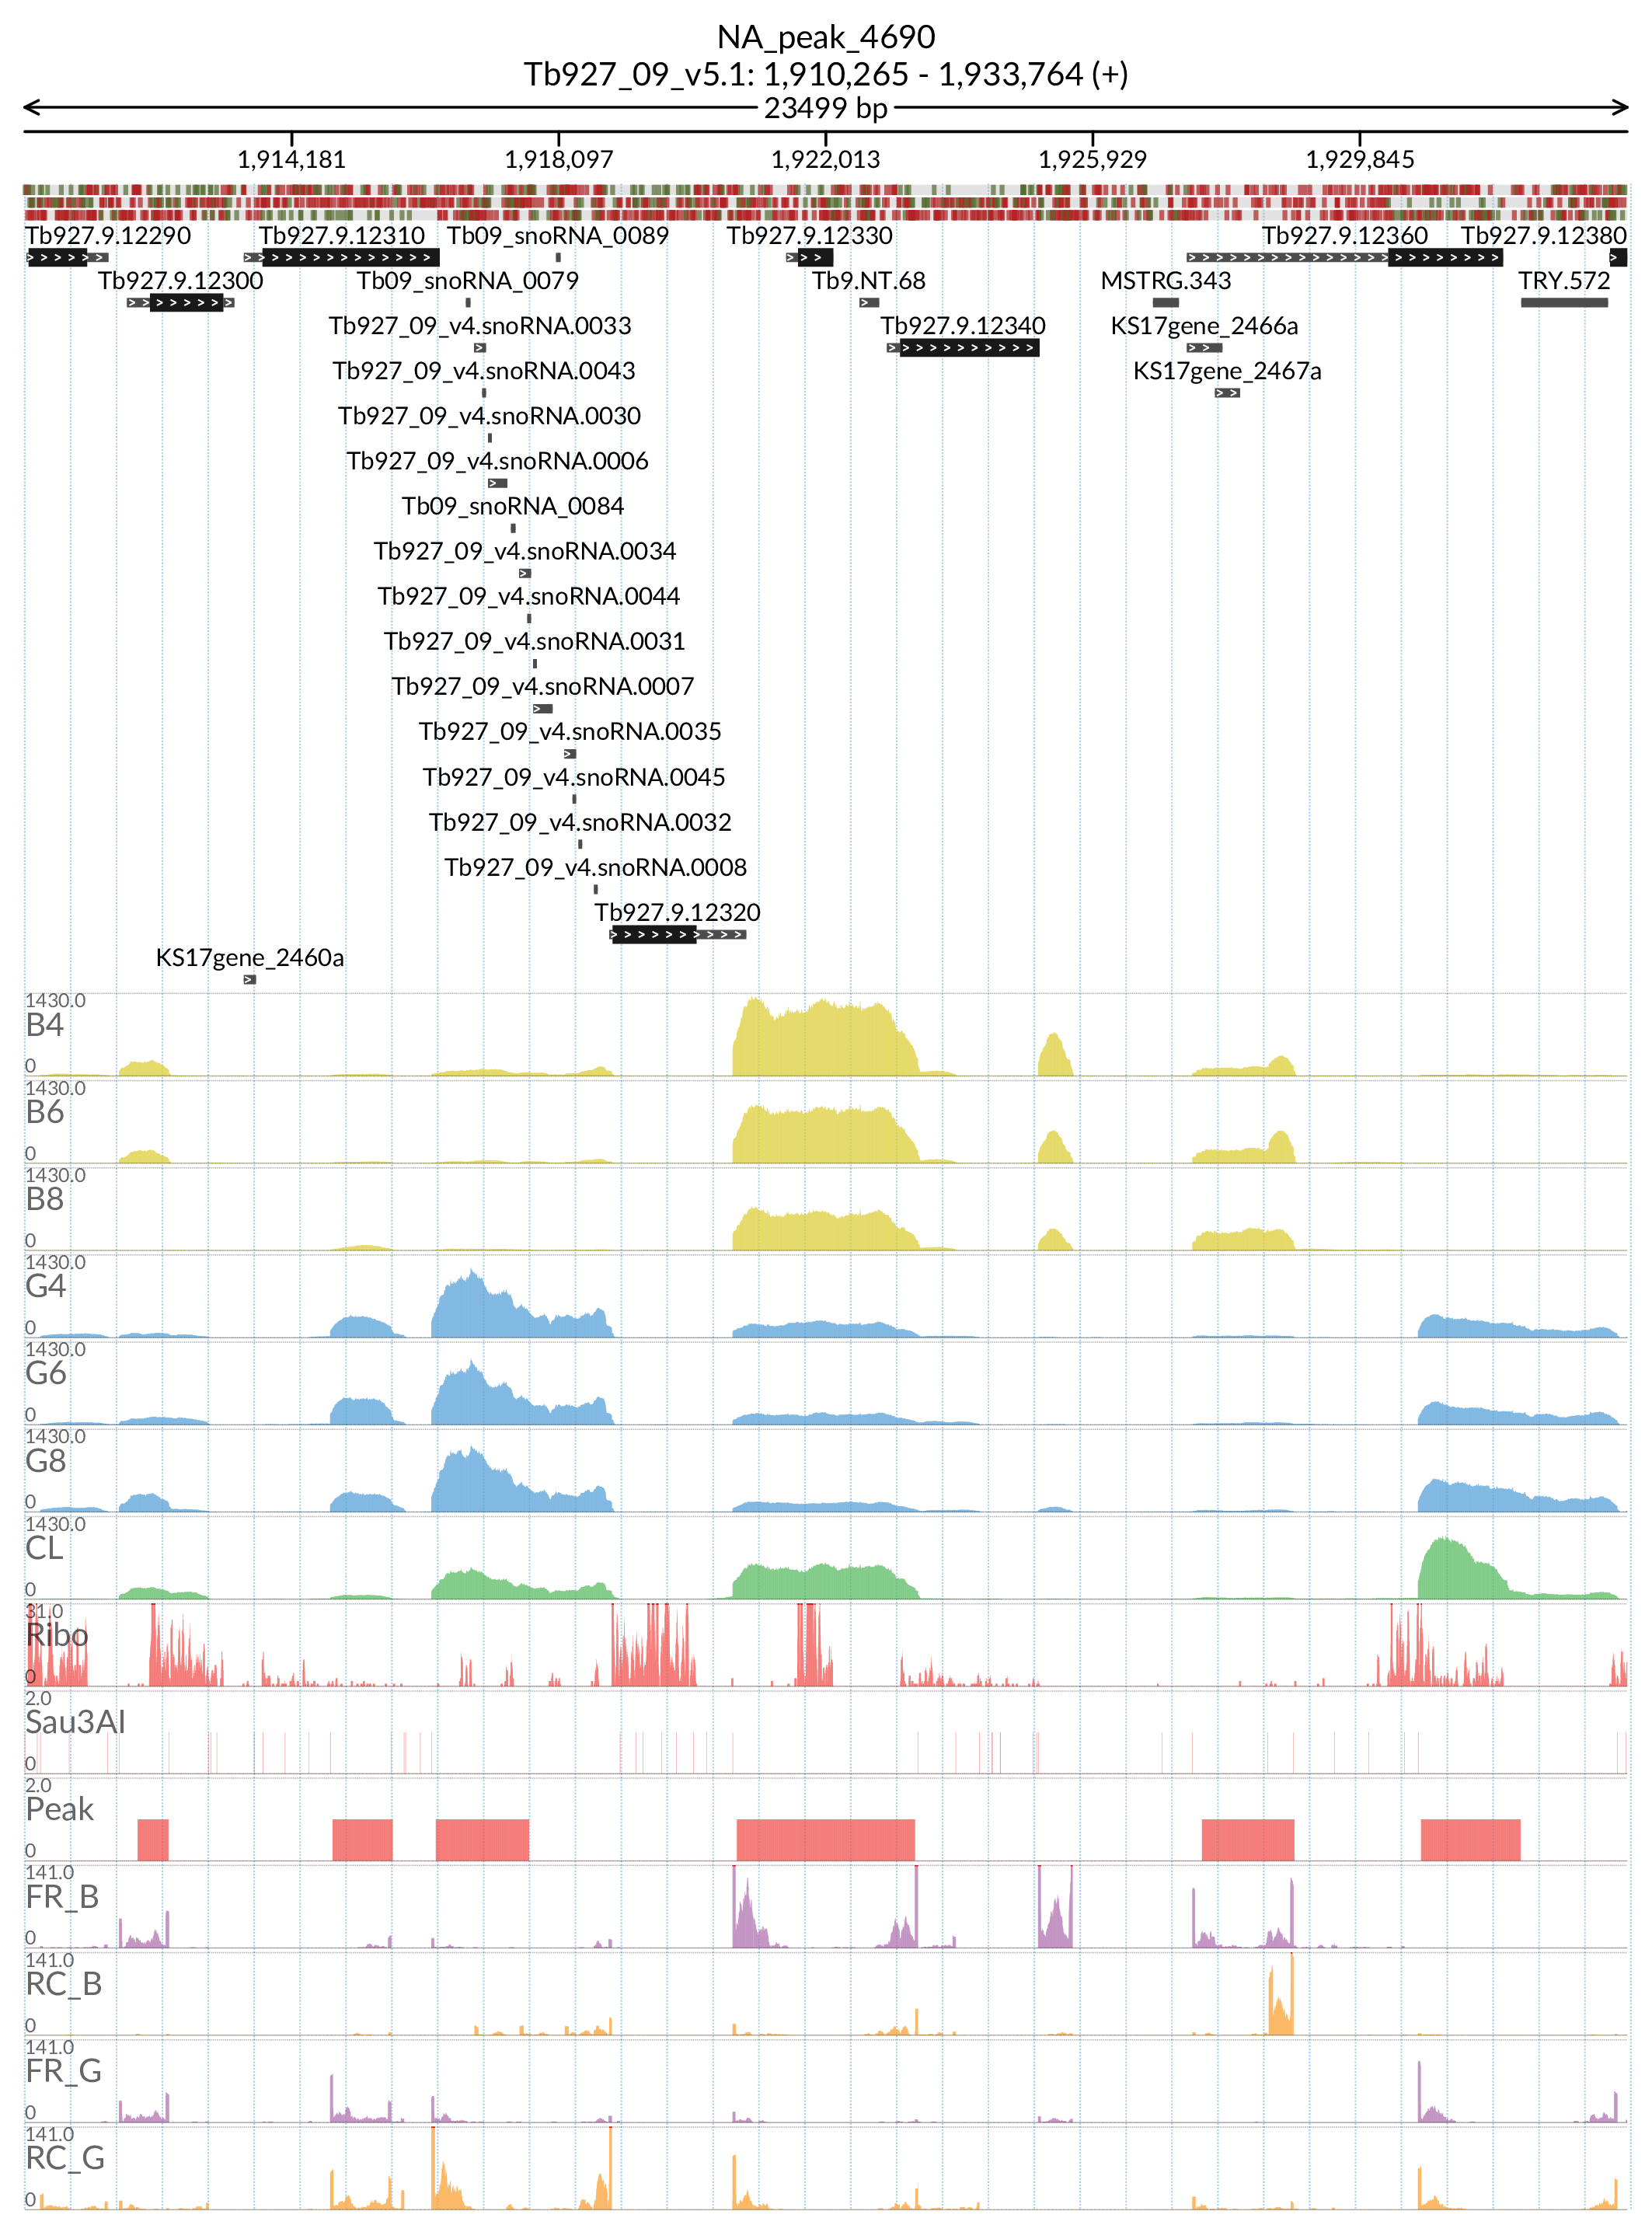 NA_peak_4690
Tb927_09_v5.1: 1,910,265 - 1,933,764 (+)
23499 bp
1,914,181 1,918,097 1,922,013 1,925,929 1,929,845
Tb927.9.12290 Tb927.9.12310 Tb09_snoRNA_0089 Tb927.9.12330 Tb927.9.12360 Tb927.9.12380
Tb927.9.12300 Tb09_snoRNA_0079 Tb9.NT.68 MSTRG.343 TRY.572
Tb927_09_v4.snoRNA.0033 Tb927.9.12340 KS17gene_2466a
Tb927_09_v4.snoRNA.0043 KS17gene_2467a
Tb927_09_v4.snoRNA.0030
Tb927_09_v4.snoRNA.0006
Tb09_snoRNA_0084
Tb927_09_v4.snoRNA.0034
Tb927_09_v4.snoRNA.0044
Tb927_09_v4.snoRNA.0031
Tb927_09_v4.snoRNA.0007
Tb927_09_v4.snoRNA.0035
Tb927_09_v4.snoRNA.0045
Tb927_09_v4.snoRNA.0032
Tb927_09_v4.snoRNA.0008
Tb927.9.12320
KS17gene_2460a
1430.0
B4
0
1430.0
B6
0
1430.0
B8
0
1430.0
G4
0
1430.0
G6
0
1430.0
G8
0
1430.0
CL
0
31.0
Ribo
0
2.0
Sau3AI
0
2.0
Peak
0
141.0
FR_B
0
141.0
RC_B
0
141.0
FR_G
0
141.0
RC_G
0